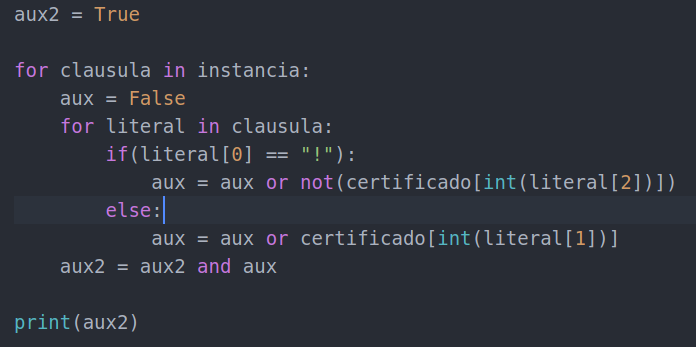 aux2 = True

for clausula in instancia:
    aux = False
    for literal in clausula:
        if(literal[0] == "!"):
            aux = aux or not(certificado[int(literal[2])])
        else:
            aux = aux or certificado[int(literal[1])]
    aux2 = aux2 and aux

print(aux2)